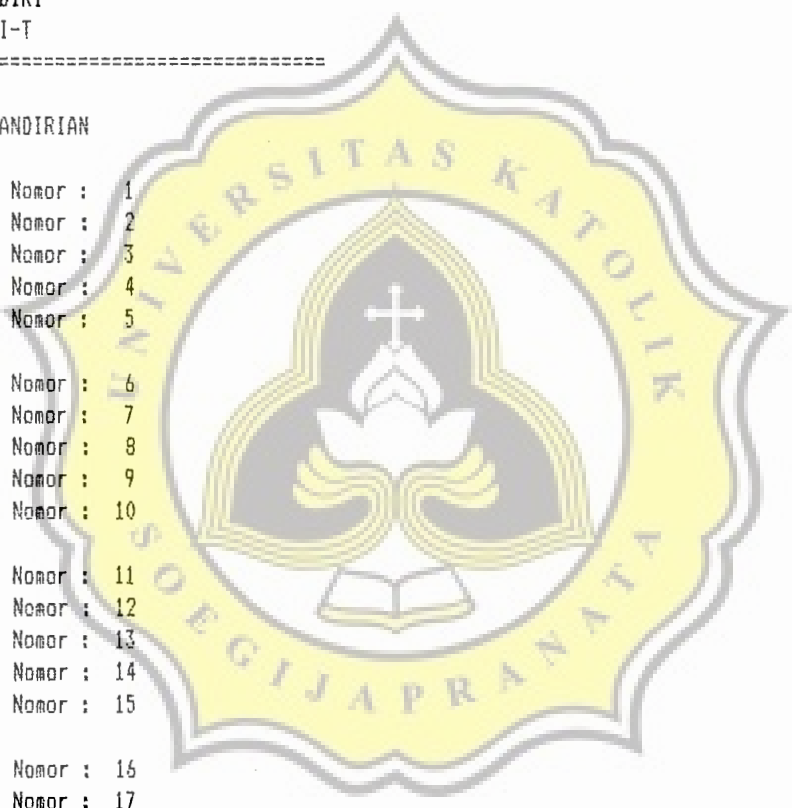 DIRI
I-T
=============================
ANDIRIAN
Nomor : 1
Nomor : 2
Nomor : 3
Nomor : 4
Nomor : 5
Nomor : 6
Nomor : 7
Nomor : 8
Nomor : 9
Nomor : 10
Nomor : 11
Nomor : 12
Nomor : 13
Nomor : 14
Nomor : 15
Nomor : 16
Nomor : 17
UNIVERSITAS KATOLIK
SOEGIJAPRANATA